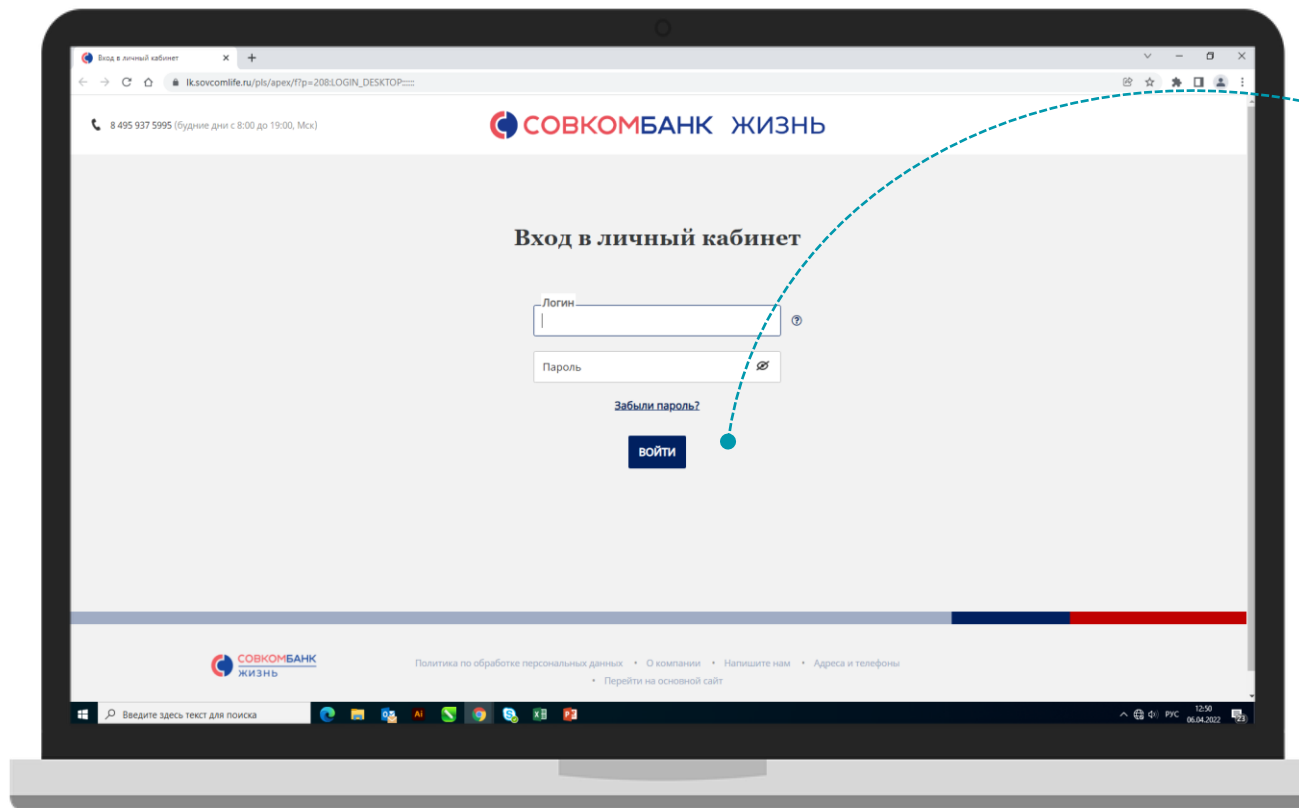 Вход в личный кабинет
lk.sovcomlife.ru/pls/apex/f?p=208:LOGIN_DESKTOP:::::
8 495 937 5995 (будние дни с 8:00 до 19:00, Мск)
СОВКОМБАНК ЖИЗНЬ
Вход в личный кабинет
Логин
Пароль
Забыли пароль?
ВОЙТИ
СОВКОМБАНК
ЖИЗНЬ
Политика по обработке персональных данных • О компании • Напишите нам • Адреса и телефоны
• Перейти на основной сайт
Введите здесь текст для поиска
Ai
РУС
12:50
06.04.2022
23